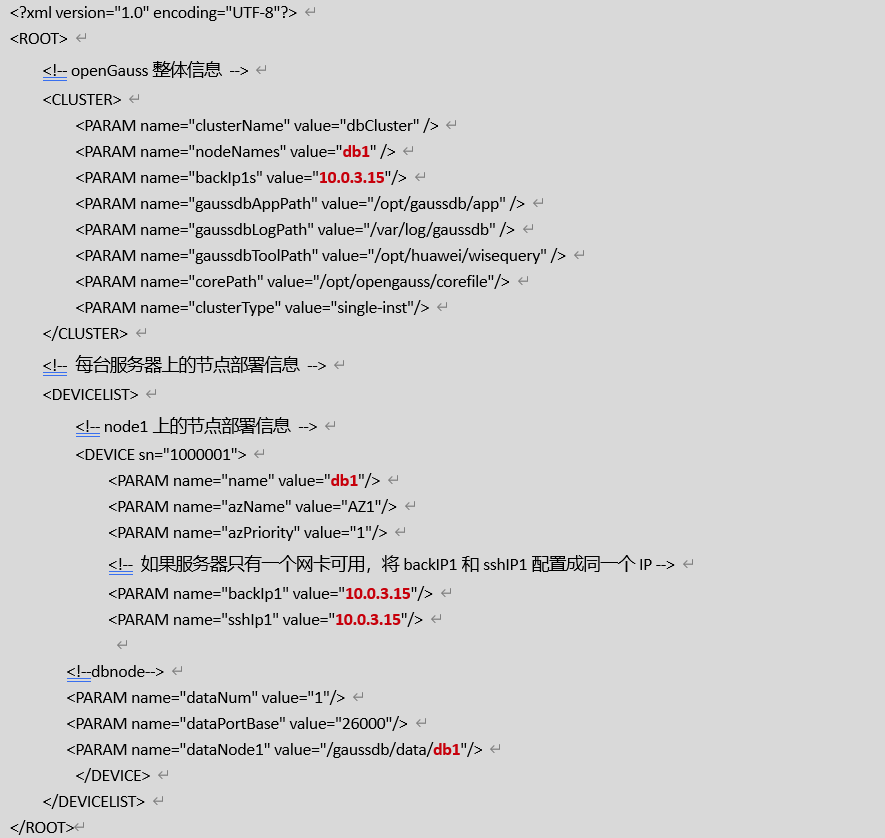 <?xml version="1.0" encoding="UTF-8"?>
<ROOT>
<!-- openGauss 整体信息 -->
<CLUSTER>
<PARAM name="clusterName" value="dbCluster" />
<PARAM name="nodeNames" value="db1" />
<PARAM name="backIp1s" value="10.0.3.15"/>
<PARAM name="gaussdbAppPath" value="/opt/gaussdb/app" />
<PARAM name="gaussdbLogPath" value="/var/log/gaussdb" />
<PARAM name="gaussdbToolPath" value="/opt/huawei/wisequery" />
<PARAM name="corePath" value="/opt/opengauss/corefile"/>
<PARAM name="clusterType" value="single-inst"/>
</CLUSTER>
<!-- 每台服务器上的节点部署信息 -->
<DEVICELIST>
<!-- node1 上的节点部署信息 -->
<DEVICE sn="1000001">
<PARAM name="name" value="db1"/>
<PARAM name="azName" value="AZ1"/>
<PARAM name="azPriority" value="1"/>
<!-- 如果服务器只有一个网卡可用，将 backIP1 和 sshIP1 配置成同一个 IP -->
<PARAM name="backIp1" value="10.0.3.15"/>
<PARAM name="sshIp1" value="10.0.3.15"/>
<!--dbnode-->
<PARAM name="dataNum" value="1"/>
<PARAM name="dataPortBase" value="26000"/>
<PARAM name="dataNode1" value="/gaussdb/data/db1"/>
</DEVICE>
</DEVICELIST>
</ROOT>